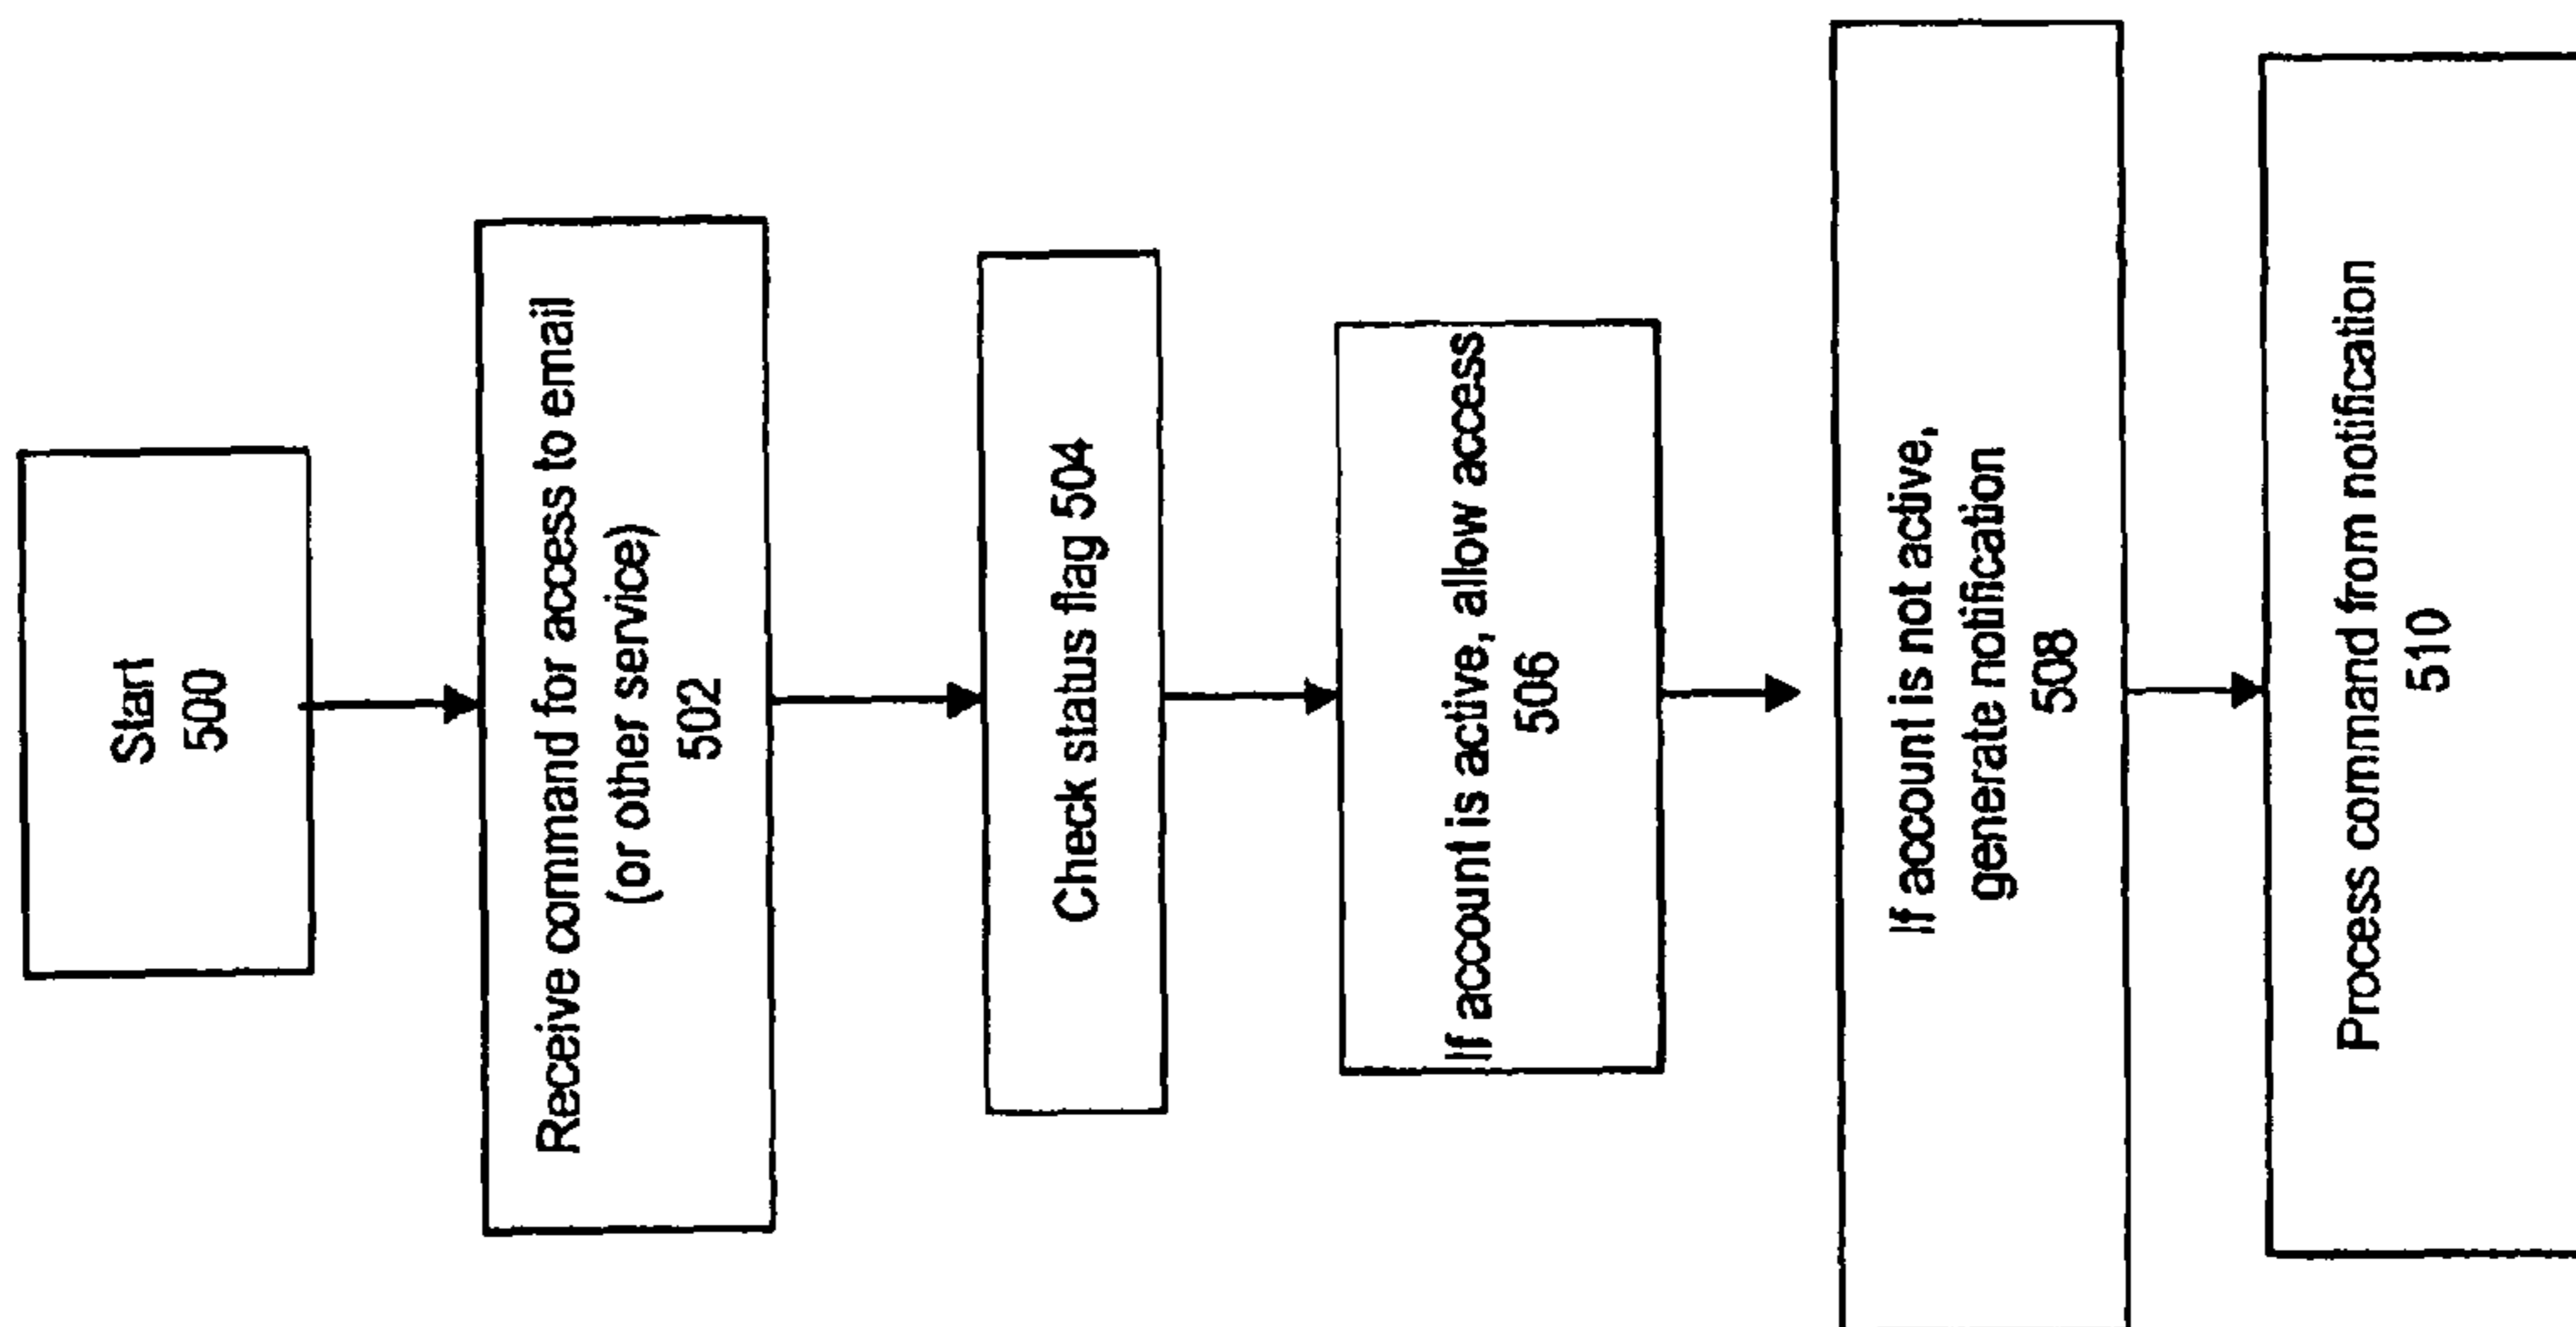 Start
500
Receive command for access to email
(or other service)
502
Check status flag 504
If account is active, allow access
506
If account is not active,
generate notification
508
Process command from notification
510